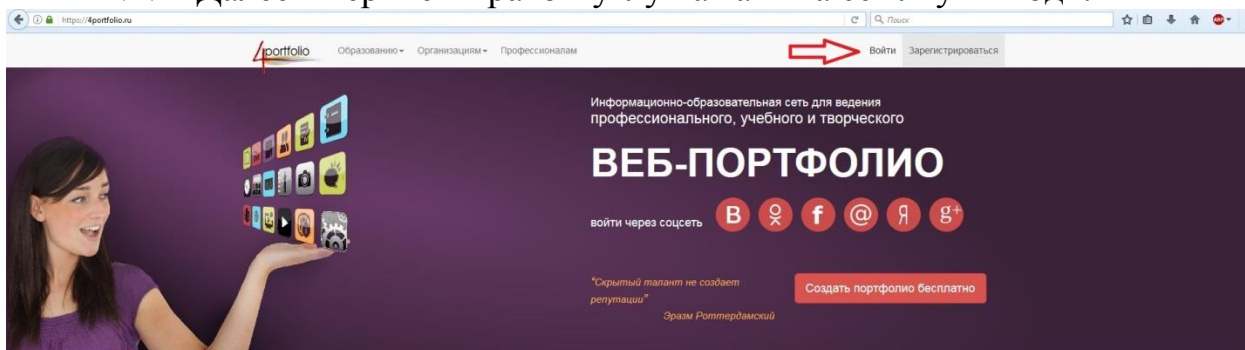 https://4portfolio.ru
Поиск
ABP
4portfolio
Образованию
Организациям
Профессионалам
Войти
Зарегистрироваться
Информационно-образовательная сеть для ведения
профессионального, учебного и творческого
ВЕБ-ПОРТФОЛИО
войти через соцсеть
В f @ Я g+
"Скрытый талант не создает
репутации"
Эразм Роттердамский
Создать портфолио бесплатно